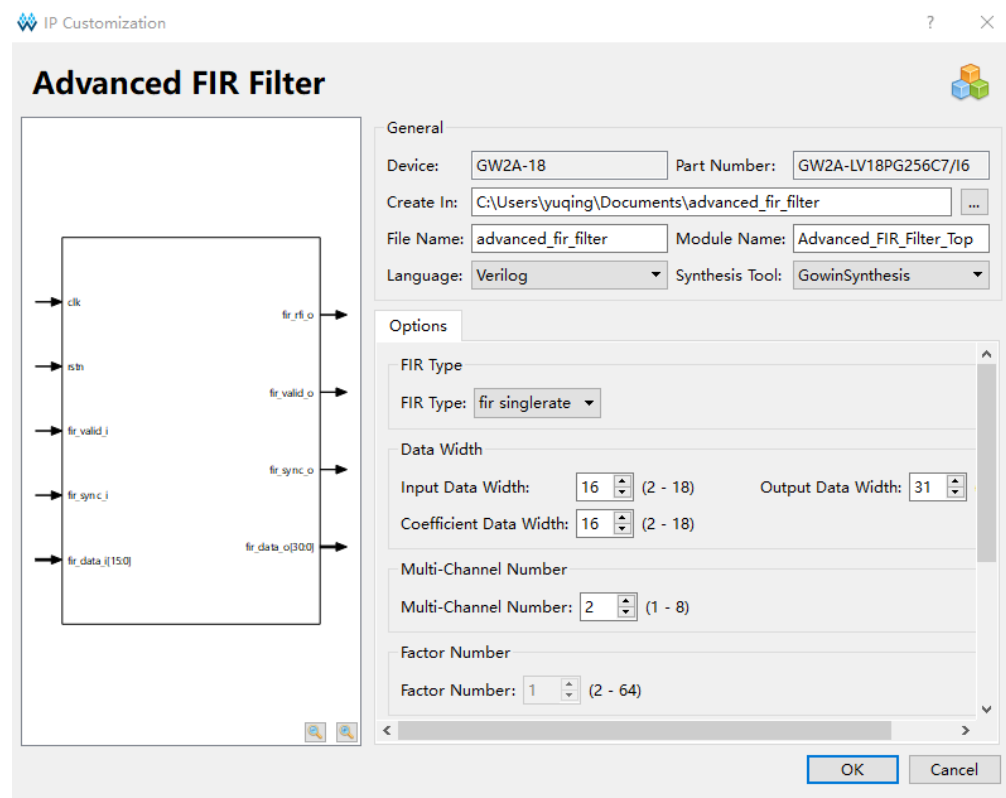 IP Customization
Advanced FIR Filter
clk
rstn
fir_valid_i
fir_sync_i
fir_data_i[15:0]
fir_rfi_o
fir_valid_o
fir_sync_o
fir_data_o[30:0]
General
Device: GW2A-18 Part Number: GW2A-LV18PG256C7/I6
Create In: C:\Users\yuqing\Documents\advanced_fir_filter ...
File Name: advanced_fir_filter Module Name: Advanced_FIR_Filter_Top
Language: Verilog Synthesis Tool: GowinSynthesis
Options
FIR Type
FIR Type: fir singlerate
Data Width
Input Data Width: 16 (2 - 18) Output Data Width: 31
Coefficient Data Width: 16 (2 - 18)
Multi-Channel Number
Multi-Channel Number: 2 (1 - 8)
Factor Number
Factor Number: 1 (2 - 64)
OK Cancel